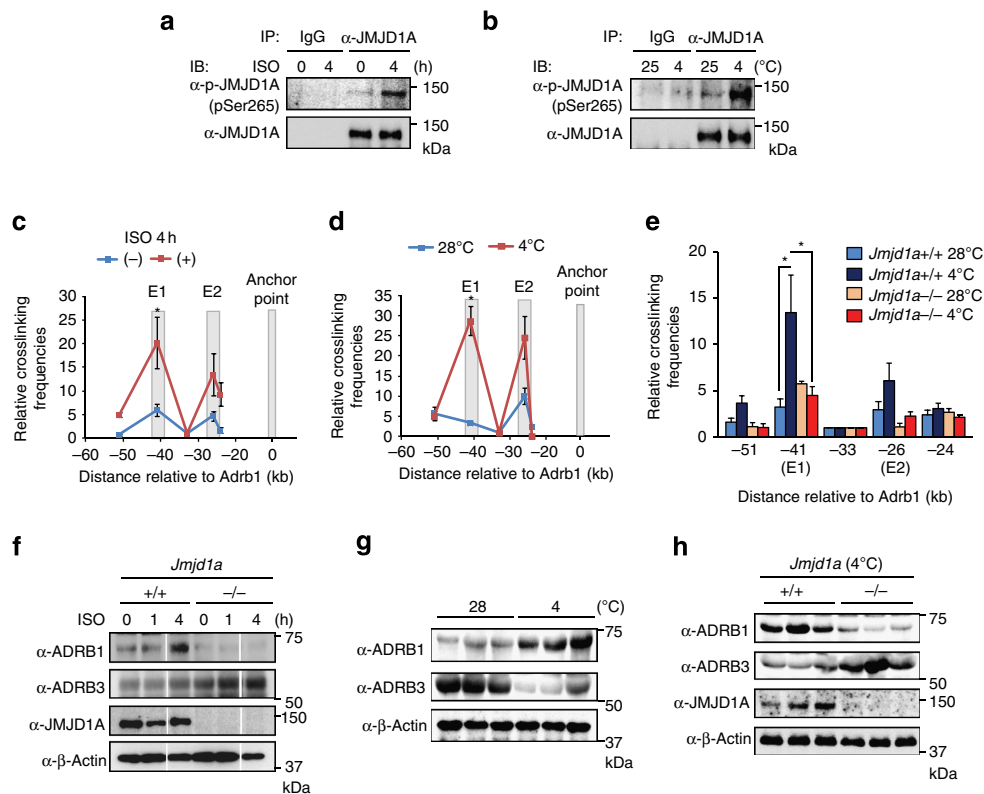 a
IP: IgG α-JMJD1A
IB: ISO 0 4 0 4 (h)
α-p-JMJD1A
(pSer265)
150
α-JMJD1A
150
kDa
b
IP: IgG α-JMJD1A
IB: 25 4 25 4 (°C)
α-p-JMJD1A
(pSer265)
150
α-JMJD1A
150
kDa
c
ISO 4 h
(–) (+)
Anchor
point
E1 E2
*
Relative crosslinking
frequencies
30
25
20
15
10
5
0
–60 –50 –40 –30 –20 –10 0
Distance relative to Adrb1 (kb)
d
28°C 4°C
Anchor
point
E1 E2
*
Relative crosslinking
frequencies
35
30
25
20
15
10
5
0
–60 –50 –40 –30 –20 –10 0
Distance relative to Adrb1 (kb)
e
Jmjd1a+/+ 28°C
Jmjd1a+/+ 4°C
Jmjd1a–/– 28°C
Jmjd1a–/– 4°C
* *
Relative crosslinking
frequencies
20
15
10
5
0
–51 –41 –33 –26 –24
(E1) (E2)
Distance relative to Adrb1 (kb)
f
Jmjd1a
+/+ –/–
ISO 0 1 4 0 1 4 (h)
75
α-ADRB1
α-ADRB3
50
α-JMJD1A
150
α-β-Actin
37
kDa
g
28 4 (°C)
75
α-ADRB1
α-ADRB3
50
α-β-Actin
37
kDa
h
Jmjd1a (4°C)
+/+ –/–
75
α-ADRB1
α-ADRB3
50
α-JMJD1A
150
α-β-Actin
37
kDa